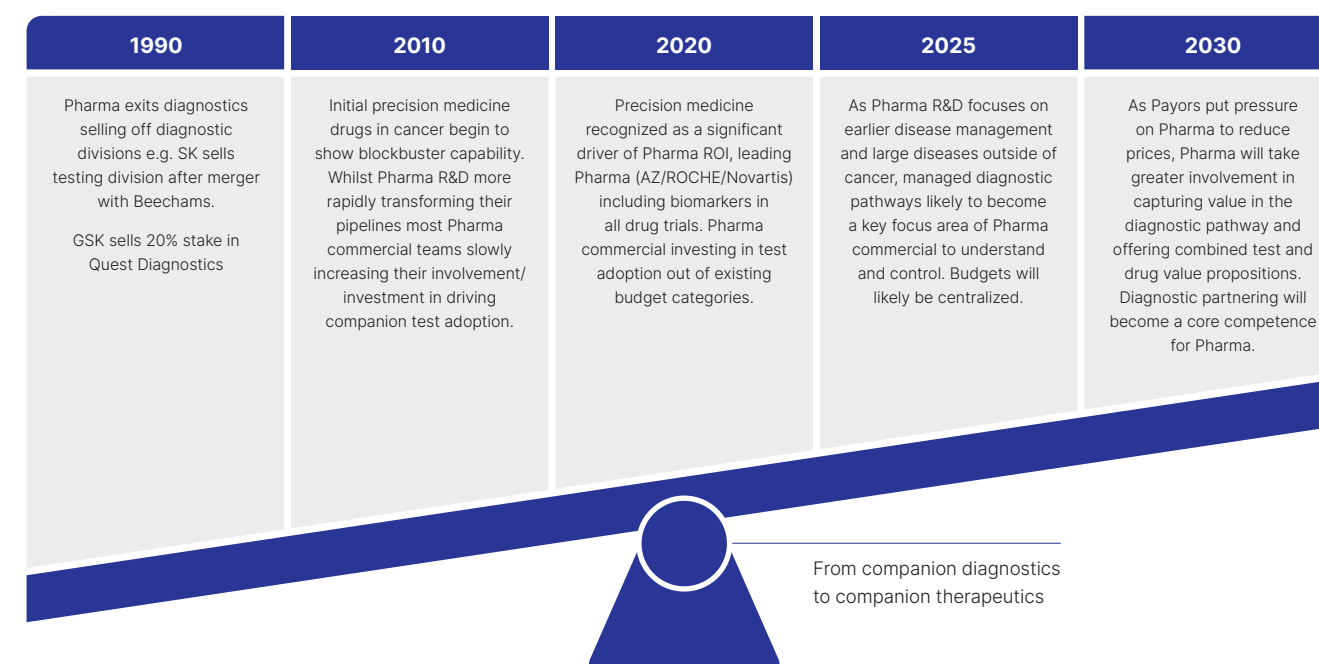 1990
Pharma exits diagnostics
selling off diagnostic
divisions e.g. SK sells
testing division after merger
with Beechams.
GSK sells 20% stake in
Quest Diagnostics
2010
Initial precision medicine
drugs in cancer begin to
show blockbuster capability.
Whilst Pharma R&D more
rapidly transforming their
pipelines most Pharma
commercial teams slowly
increasing their involvement/
investment in driving
companion test adoption.
2020
Precision medicine
recognized as a significant
driver of Pharma ROI, leading
Pharma (AZ/ROCHE/Novartis)
including biomarkers in
all drug trials. Pharma
commercial investing in test
adoption out of existing
budget categories.
2025
As Pharma R&D focuses on
earlier disease management
and large diseases outside of
cancer, managed diagnostic
pathways likely to become
a key focus area of Pharma
commercial to understand
and control. Budgets will
likely be centralized.
2030
As Payors put pressure
on Pharma to reduce
prices, Pharma will take
greater involvement in
capturing value in the
diagnostic pathway and
offering combined test and
drug value propositions.
Diagnostic partnering will
become a core competence
for Pharma.
From companion diagnostics
to companion therapeutics